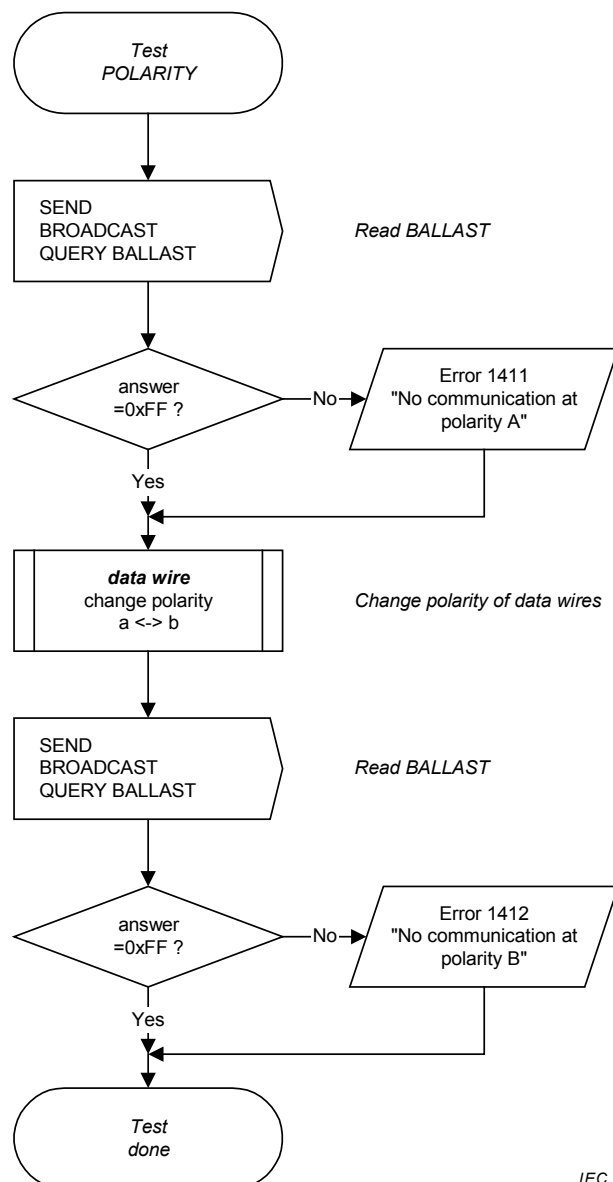 Test
POLARITY
SEND
BROADCAST
QUERY BALLAST
Read BALLAST
answer
=0xFF ?
No
Error 1411
"No communication at
polarity A"
Yes
data wire
change polarity
a <-> b
Change polarity of data wires
SEND
BROADCAST
QUERY BALLAST
Read BALLAST
answer
=0xFF ?
No
Error 1412
"No communication at
polarity B"
Yes
Test
done
IEC